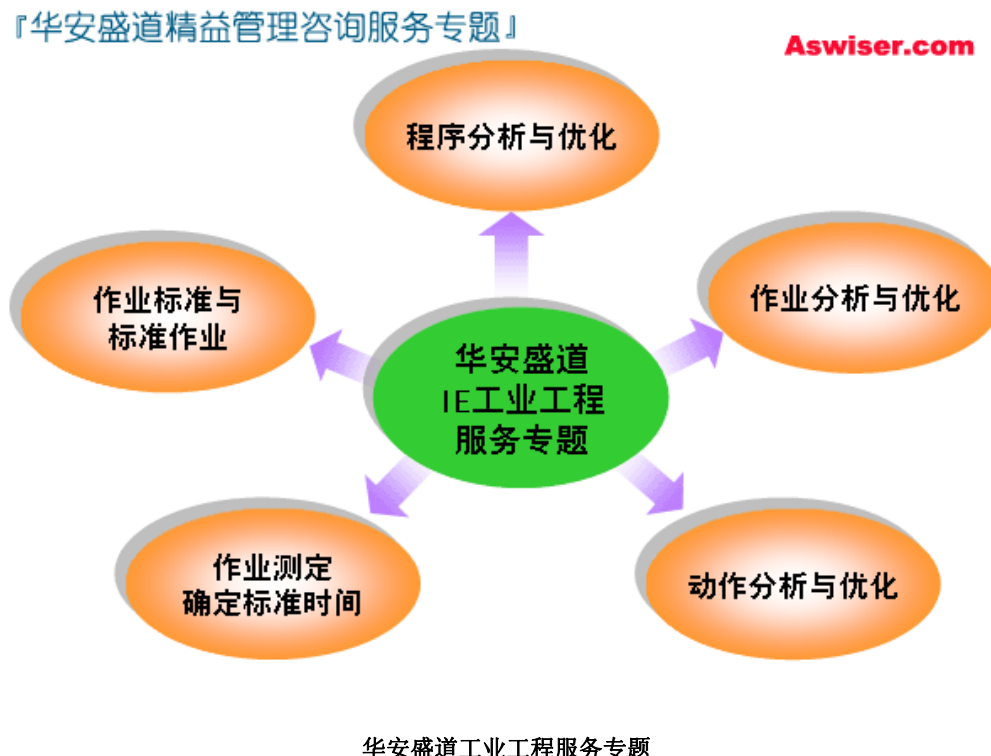 『华安盛道精益管理咨询服务专题』
Aswiser.com
程序分析与优化
作业标准与
标准作业
作业分析与优化
华安盛道
IE工业工程
服务专题
作业测定
确定标准时间
动作分析与优化
华安盛道工业工程服务专题